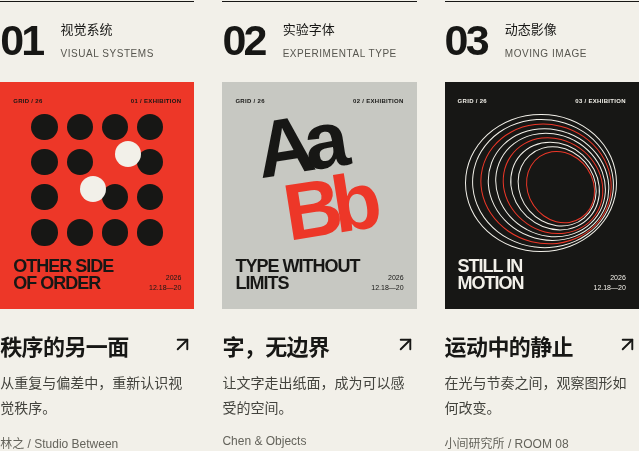 01
视觉系统
VISUAL SYSTEMS
GRID / 26
01 / EXHIBITION
OTHER SIDE
OF ORDER
2026
12.18—20
秩序的另一面
从重复与偏差中，重新认识视
觉秩序。
林之 / Studio Between
02
实验字体
EXPERIMENTAL TYPE
GRID / 26
02 / EXHIBITION
Aa
Bb
TYPE WITHOUT
LIMITS
2026
12.18—20
字，无边界
让文字走出纸面，成为可以感
受的空间。
Chen & Objects
03
动态影像
MOVING IMAGE
GRID / 26
03 / EXHIBITION
STILL IN
MOTION
2026
12.18—20
运动中的静止
在光与节奏之间，观察图形如
何改变。
小间研究所 / ROOM 08